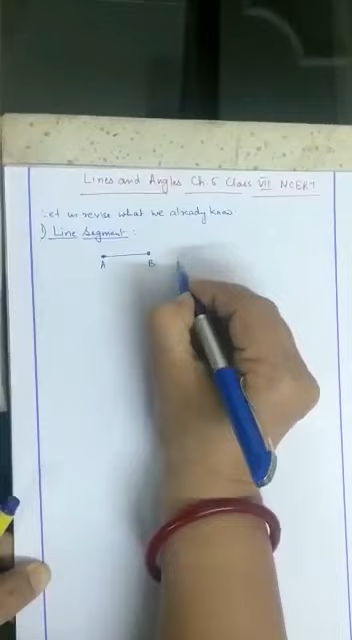 Lines and Angles Ch. 5 Class VII NCERT
Let us revise what we already know
1) Line Segment :
A B